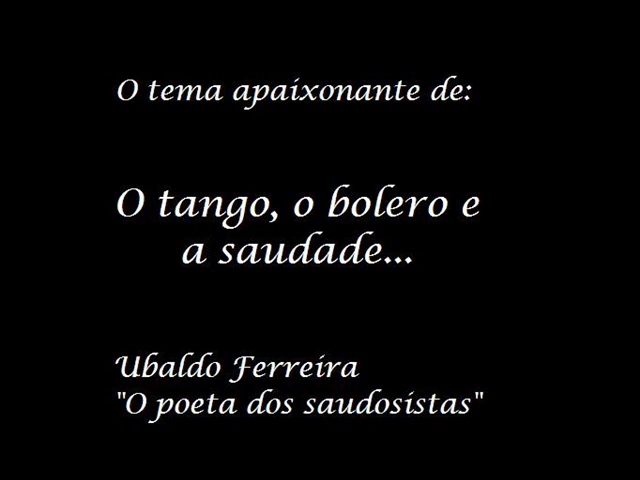 O tema apaixonante de:
O tango, o bolero e
a saudade...
Ubaldo Ferreira
"O poeta dos saudosistas"